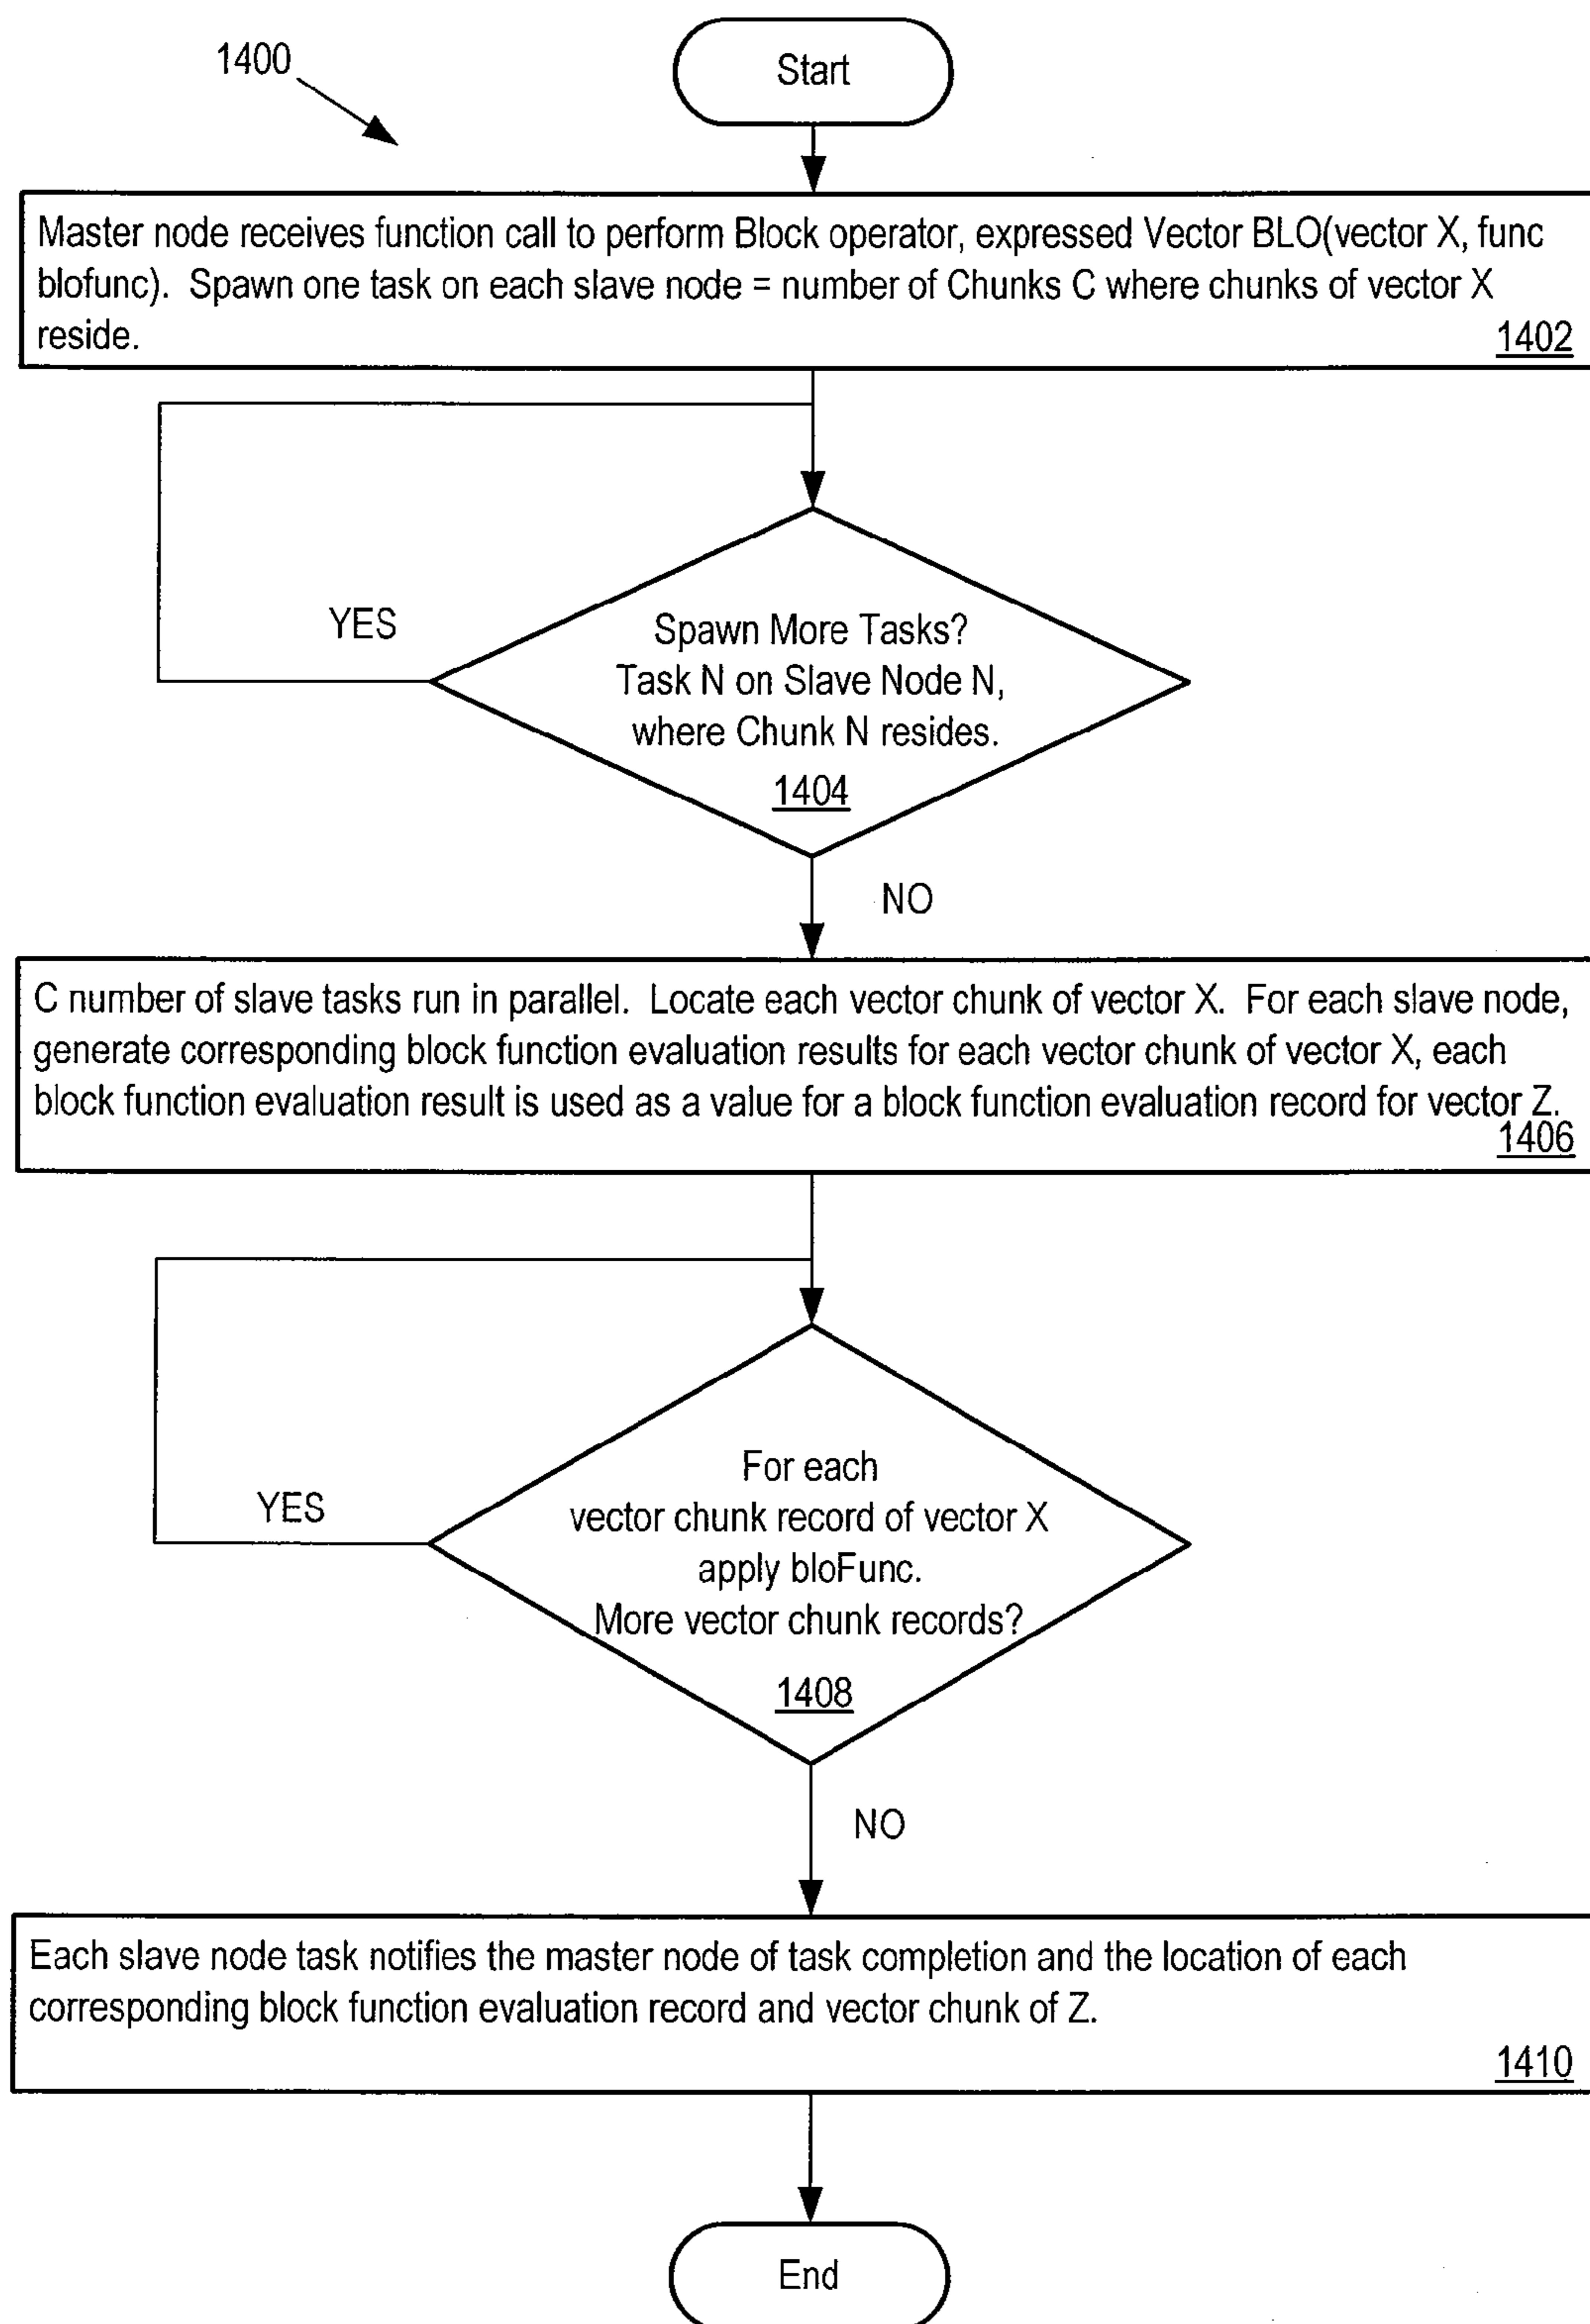 1400
Start
Master node receives function call to perform Block operator, expressed Vector BLO(vector X, func
blofunc).  Spawn one task on each slave node = number of Chunks C where chunks of vector X
reside.
1402
YES
Spawn More Tasks?
Task N on Slave Node N,
where Chunk N resides.
1404
NO
C number of slave tasks run in parallel.  Locate each vector chunk of vector X.  For each slave node,
generate corresponding block function evaluation results for each vector chunk of vector X, each
block function evaluation result is used as a value for a block function evaluation record for vector Z.
1406
For each
YES
vector chunk record of vector X
apply bloFunc.
More vector chunk records?
1408
NO
Each slave node task notifies the master node of task completion and the location of each
corresponding block function evaluation record and vector chunk of Z.
1410
End